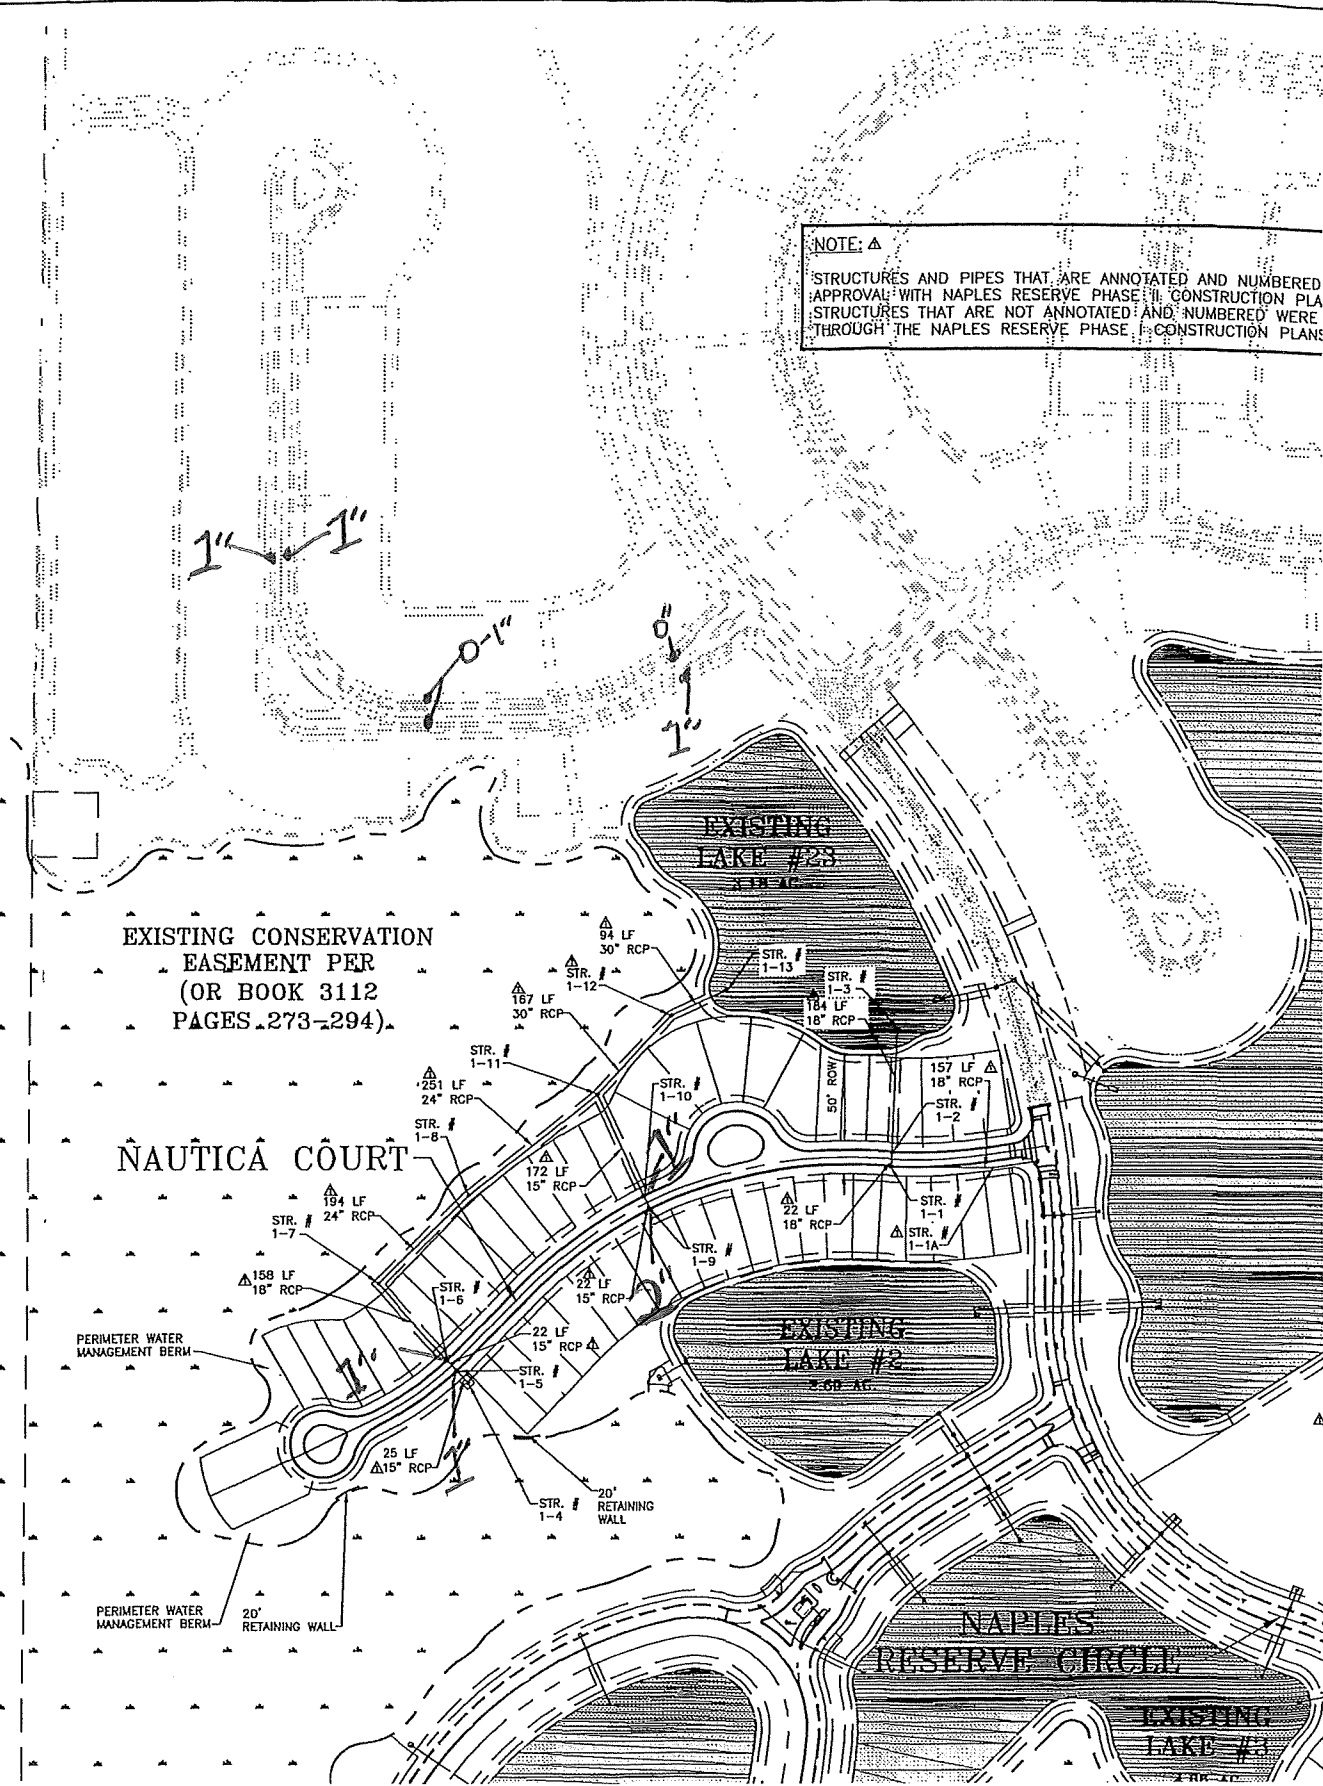 NOTE:
STRUCTURES AND PIPES THAT ARE ANNOTATED AND NUMBERED
APPROVAL WITH NAPLES RESERVE PHASE II CONSTRUCTION PLA
STRUCTURES THAT ARE NOT ANNOTATED AND NUMBERED WERE
THROUGH THE NAPLES RESERVE PHASE I CONSTRUCTION PLANS
1"
1"
0-1"
0"
1"
EXISTING
LAKE #23
EXISTING CONSERVATION
EASEMENT PER
(OR BOOK 3112
PAGES 273-294)
94 LF
30" RCP
STR. #
1-13
STR. #
1-12
STR. #
1-3
184 LF
18" RCP
167 LF
30" RCP
STR. #
1-11
251 LF
24" RCP
STR. #
1-10
50' ROW
157 LF
18" RCP
STR. #
1-2
STR. #
1-8
NAUTICA COURT
172 LF
15" RCP
1"
194 LF
24" RCP
22 LF
18" RCP
STR. #
1-1
STR. #
1-7
STR. #
1-1A
STR. #
1-9
158 LF
18" RCP
STR. #
1-6
22 LF
15" RCP
EXISTING
LAKE #2
PERIMETER WATER
MANAGEMENT BERM
22 LF
15" RCP
STR. #
1-5
1"
25 LF
15" RCP
1"
STR. #
1-4
20'
RETAINING
WALL
PERIMETER WATER
MANAGEMENT BERM
20'
RETAINING WALL
NAPLES
RESERVE CIRCLE
EXISTING
LAKE #3